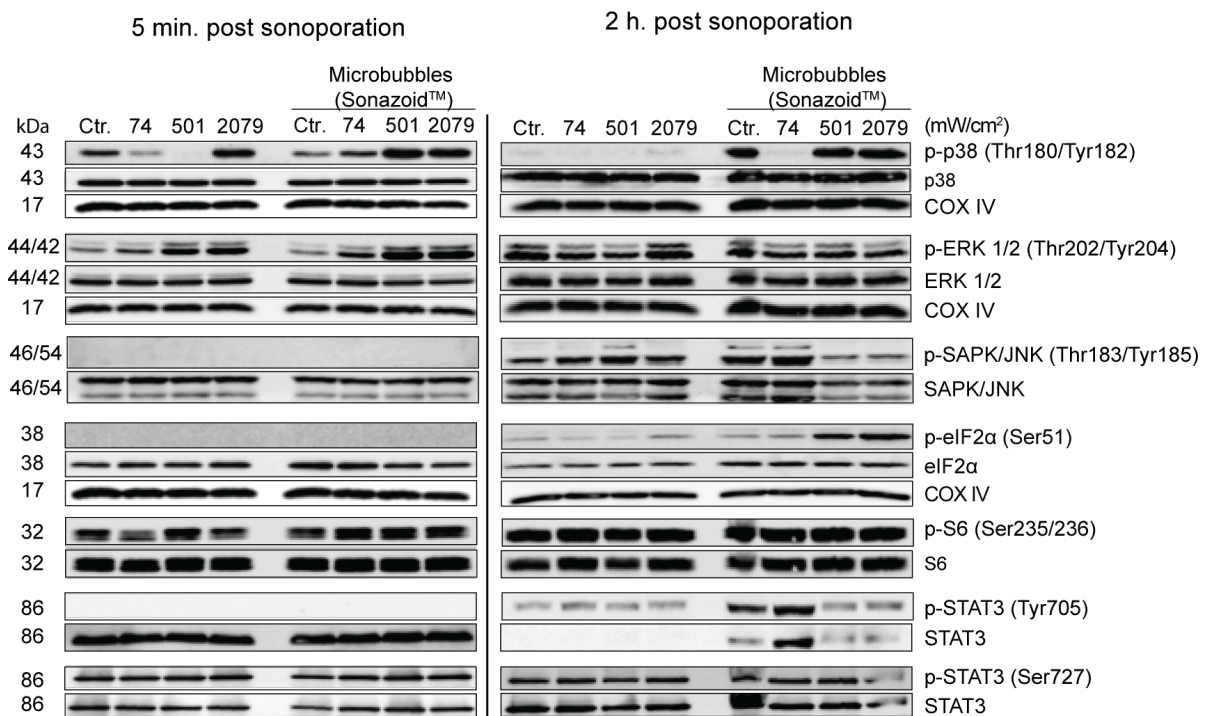 5 min. post sonoporation
2 h. post sonoporation
Microbubbles
(Sonazoid™)
Microbubbles
(Sonazoid™)
kDa Ctr. 74 501 2079 Ctr. 74 501 2079 Ctr. 74 501 2079 Ctr. 74 501 2079 (mW/cm²)
43 p-p38 (Thr180/Tyr182)
43 p38
17 COX IV
44/42 p-ERK 1/2 (Thr202/Tyr204)
44/42 ERK 1/2
17 COX IV
46/54 p-SAPK/JNK (Thr183/Tyr185)
46/54 SAPK/JNK
38 p-eIF2α (Ser51)
38 eIF2α
17 COX IV
32 p-S6 (Ser235/236)
32 S6
86 p-STAT3 (Tyr705)
86 STAT3
86 p-STAT3 (Ser727)
86 STAT3